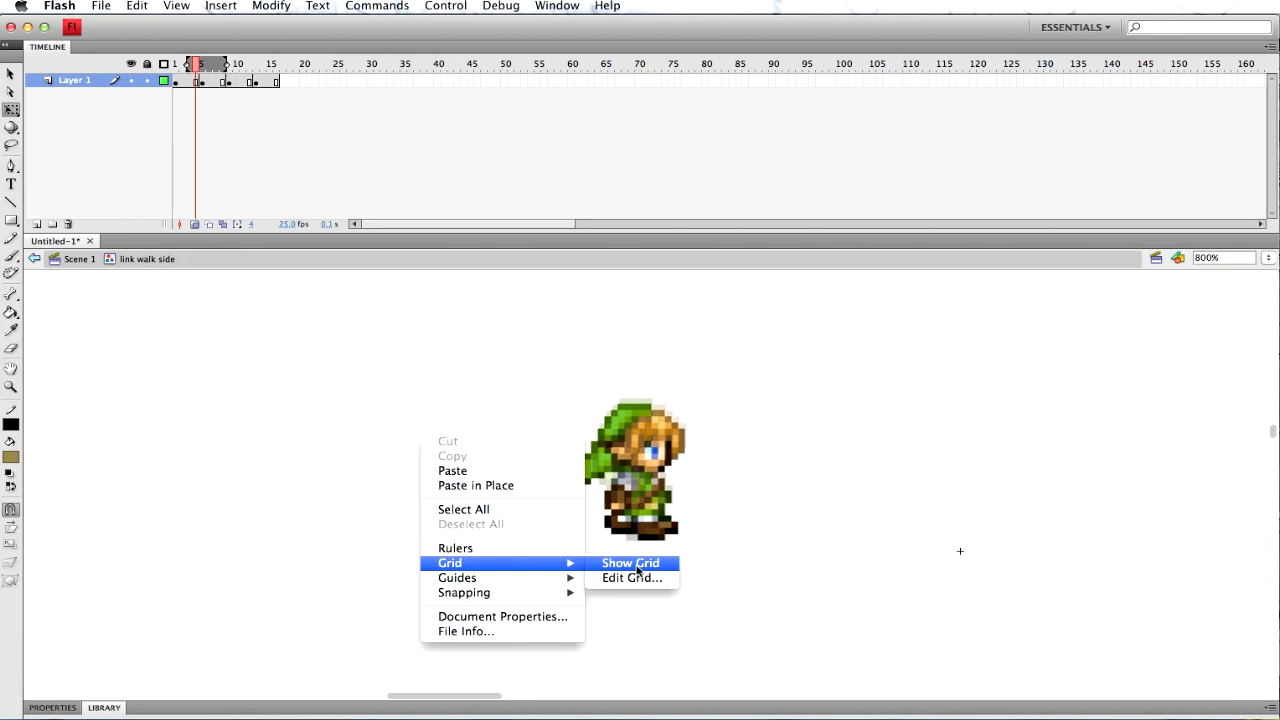 Flash File Edit View Insert Modify Text Commands Control Debug Window Help
Fl ESSENTIALS
TIMELINE
1 5 10 15 20 25 30 35 40 45 50 55 60 65 70 75 80 85 90 95 100 105 110 115 120 125 130 135 140 145 150 155 160
Layer 1
4 25.0 fps 0.1 s
Untitled-1*
Scene 1 link walk side 800%
Cut
Copy
Paste
Paste in Place
Select All
Deselect All
Rulers
Grid
Show Grid
Guides
Edit Grid...
Snapping
Document Properties...
File Info...
T
PROPERTIES LIBRARY